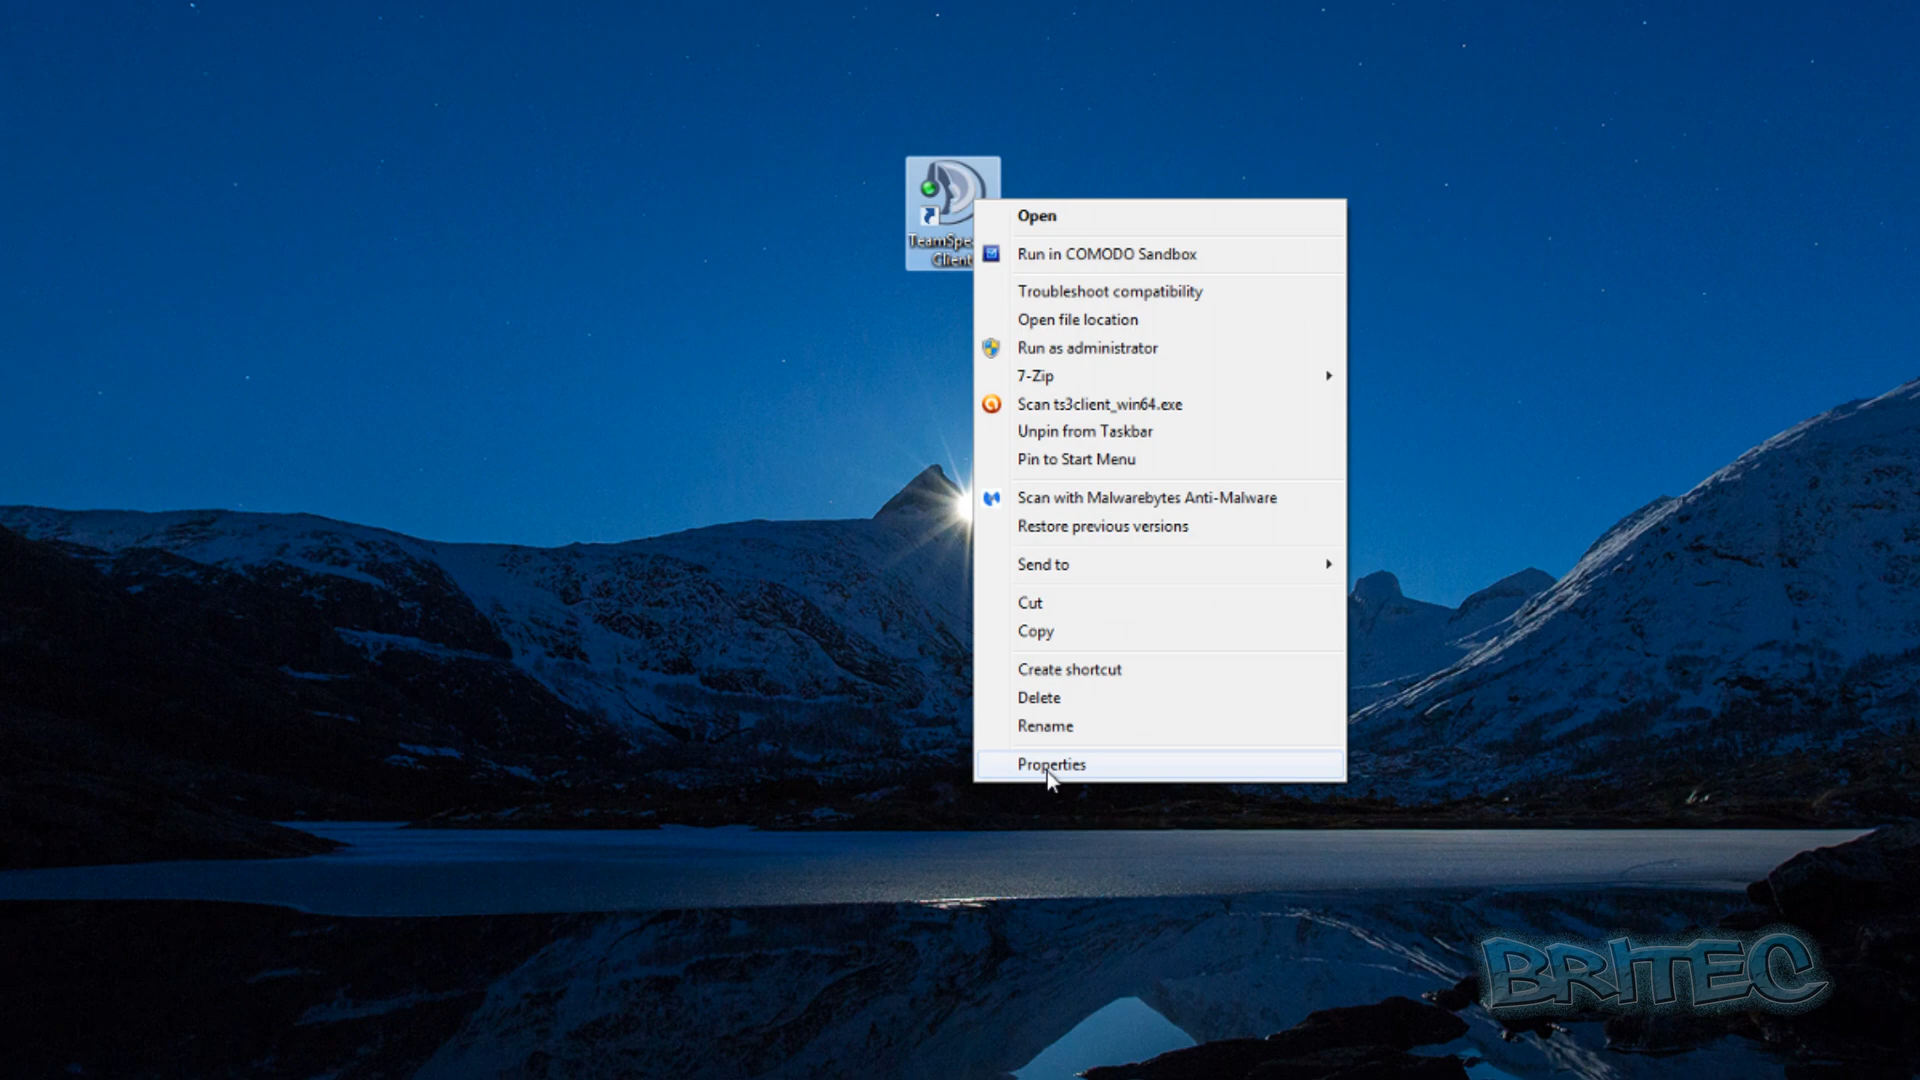 TeamSpe
Client
Open
Run in COMODO Sandbox
Troubleshoot compatibility
Open file location
Run as administrator
7-Zip
Scan ts3client_win64.exe
Unpin from Taskbar
Pin to Start Menu
Scan with Malwarebytes Anti-Malware
Restore previous versions
Send to
Cut
Copy
Create shortcut
Delete
Rename
Properties
BRITEC